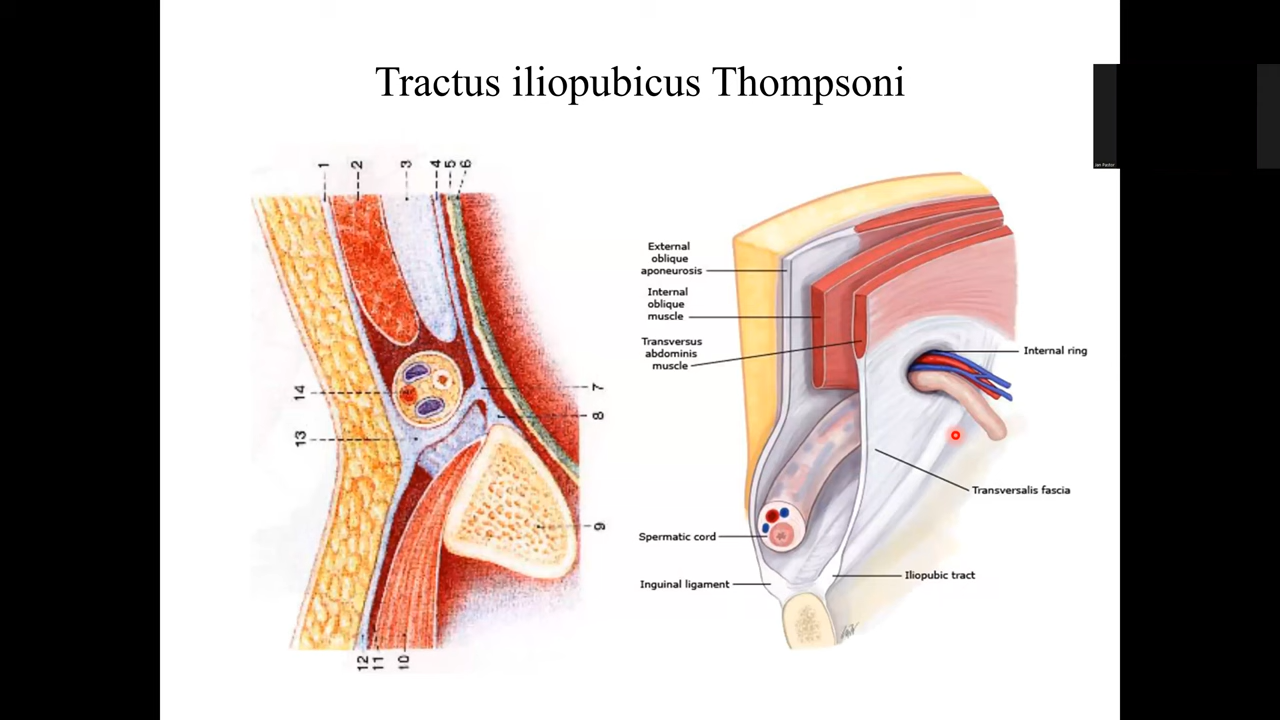 Tractus iliopubicus Thompsoni
1
2
3
4
5
6
14
13
7
8
9
12
11
10
External
oblique
aponeurosis
Internal
oblique
muscle
Transversus
abdominis
muscle
Internal ring
Transversalis fascia
Spermatic cord
Iliopubic tract
Inguinal ligament